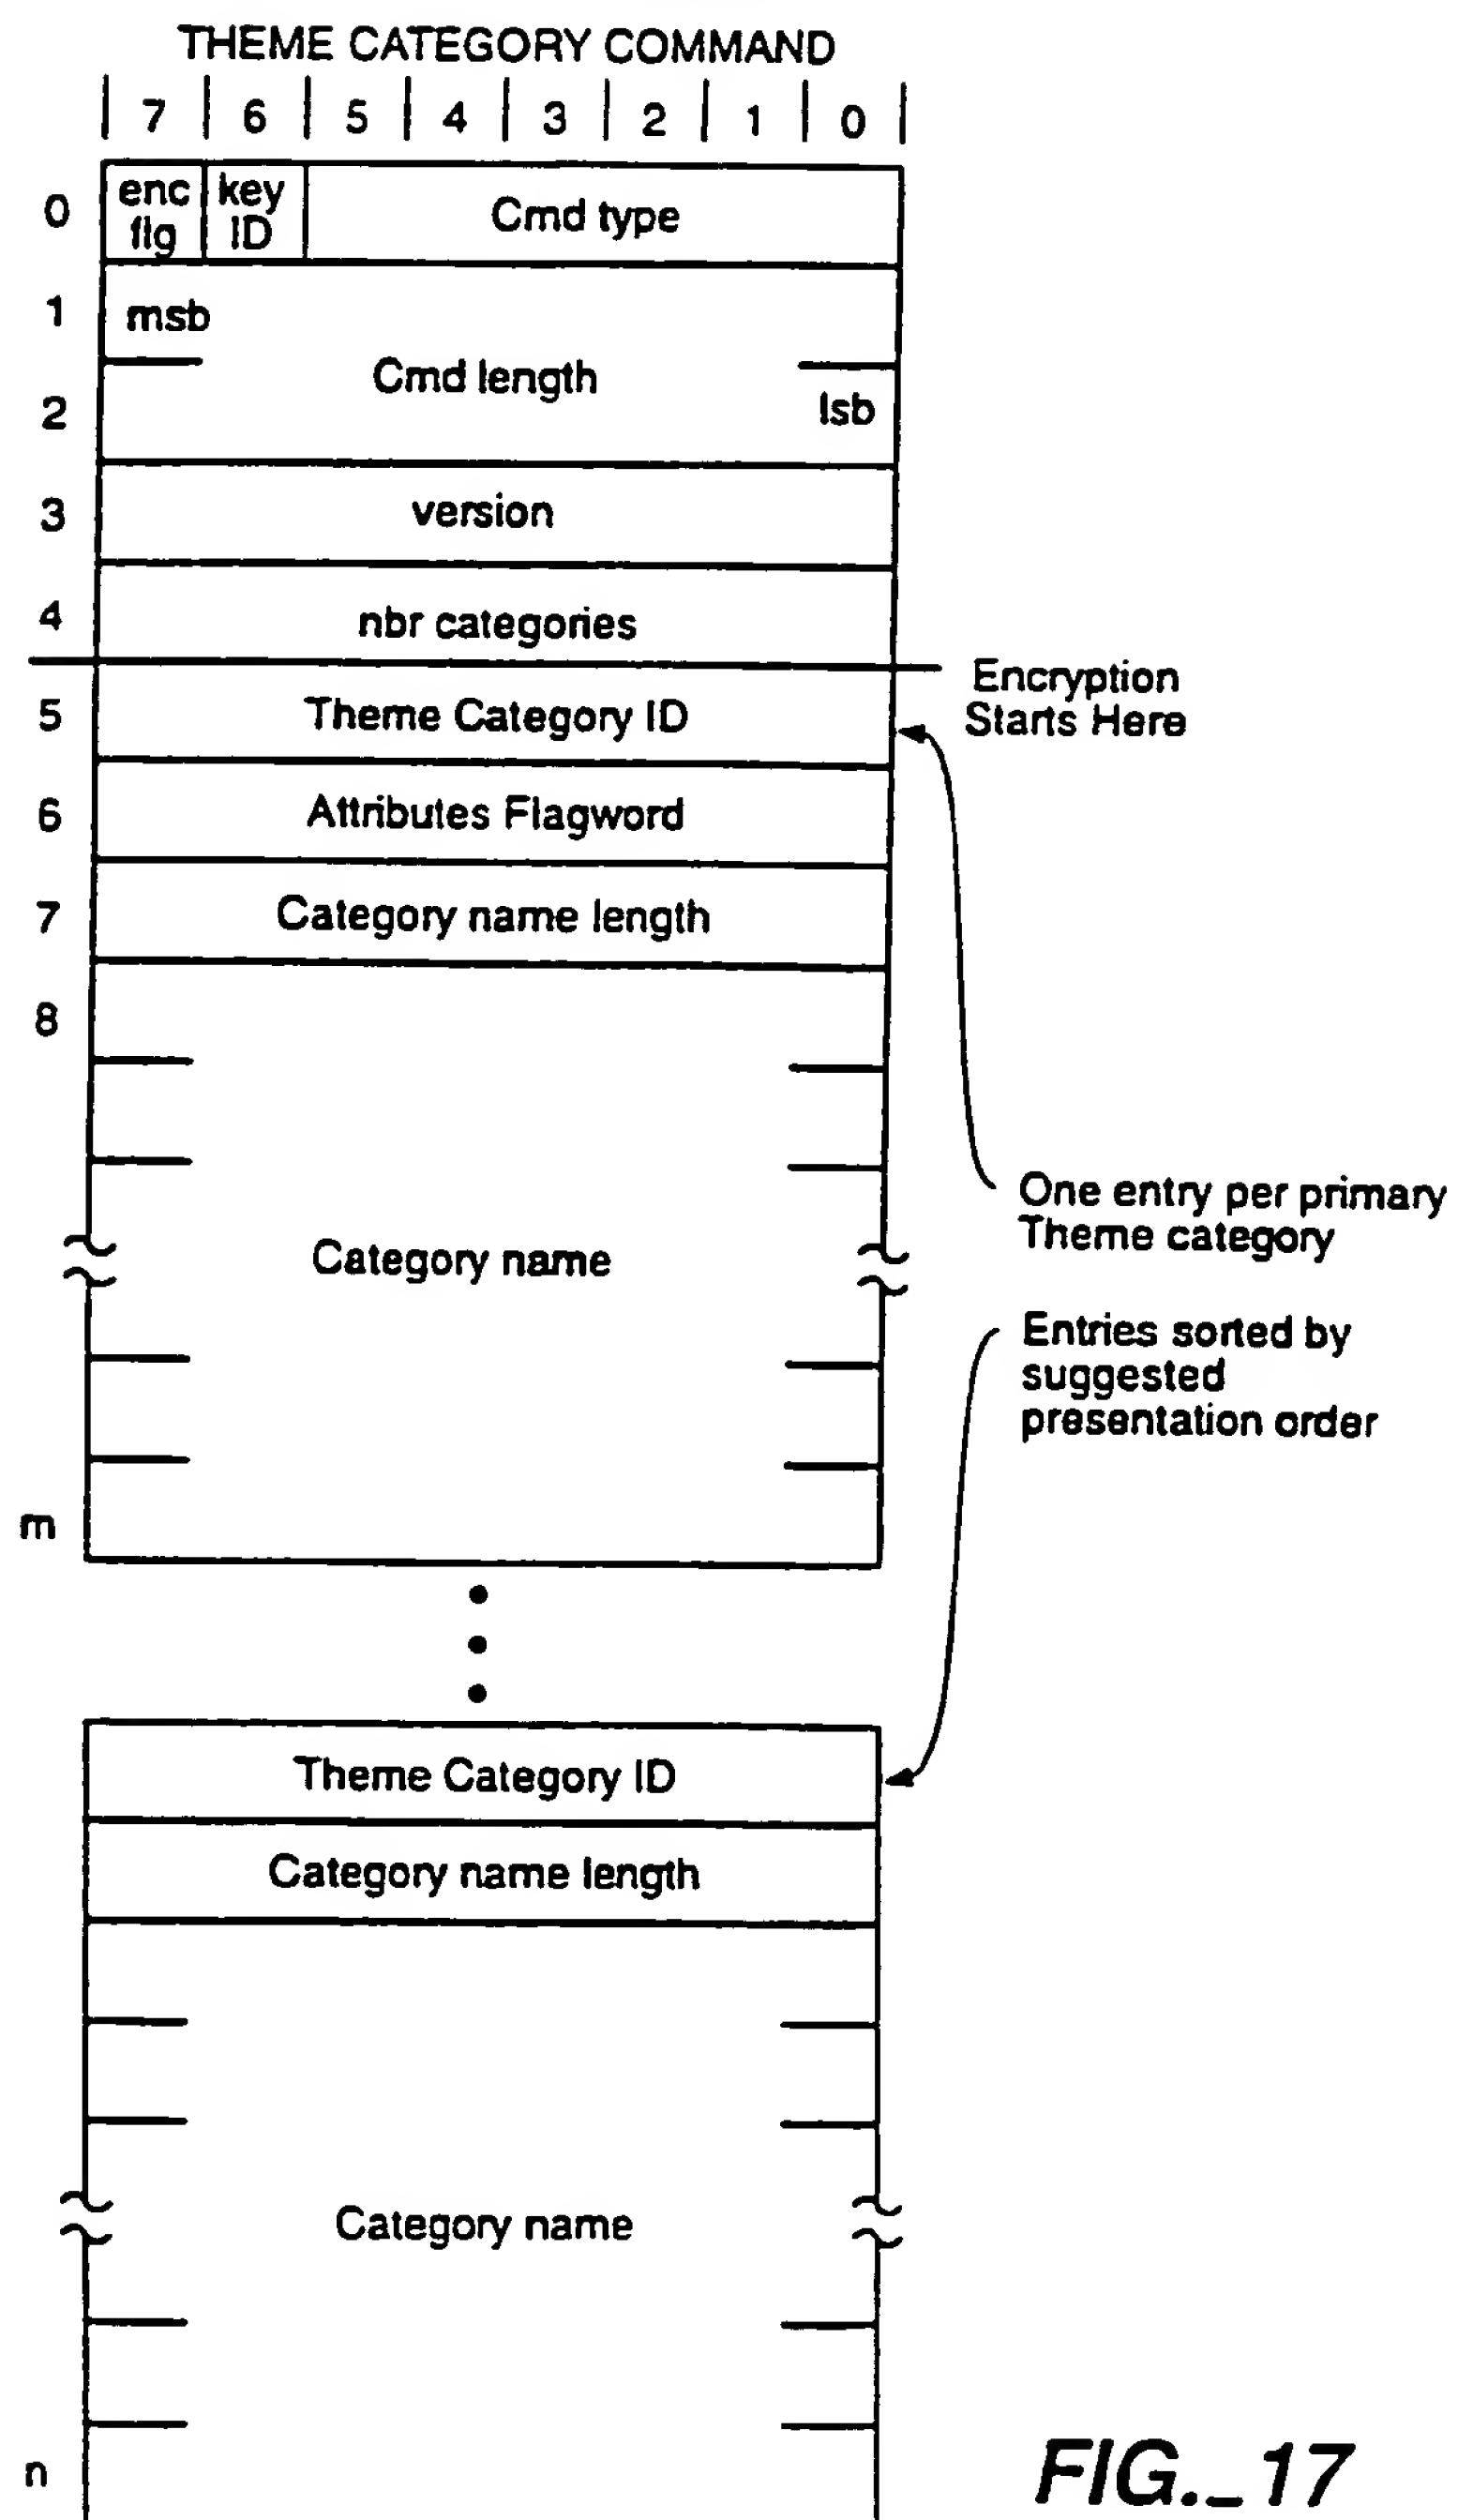 THEME CATEGORY COMMAND
7 6 5 4 3 2 1 0
0 enc flg key ID Cmd type
1 msb
Cmd length
2 lsb
3 version
4 nbr categories
Encryption
Starts Here
5 Theme Category ID
6 Attributes Flagword
7 Category name length
8
One entry per primary
Theme category
Category name
Entries sorted by
suggested
presentation order
m
Theme Category ID
Category name length
Category name
n
FIG._17